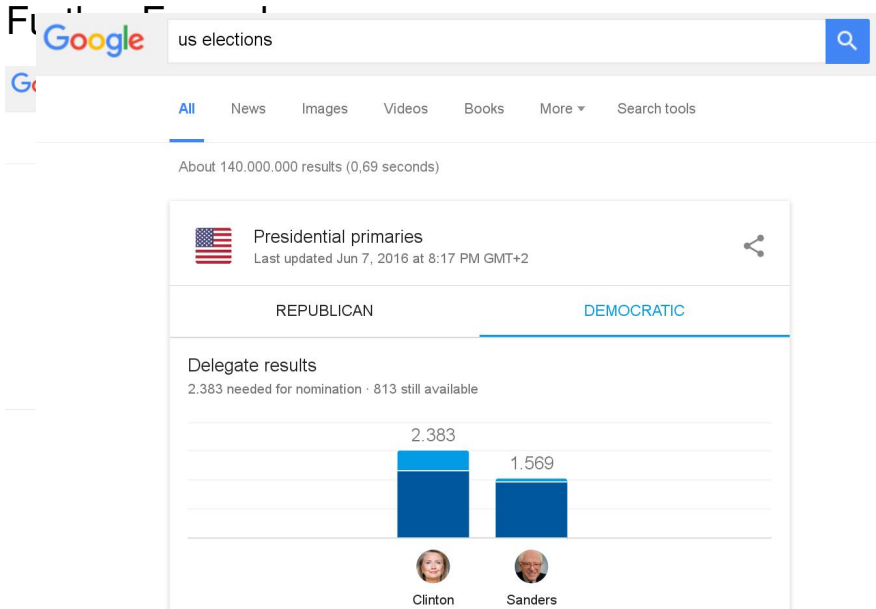 Google us elections
All News Images Videos Books More Search tools
About 140.000.000 results (0,69 seconds)
Presidential primaries
Last updated Jun 7, 2016 at 8:17 PM GMT+2
REPUBLICAN DEMOCRATIC
Delegate results
2.383 needed for nomination · 813 still available
2.383
1.569
Clinton Sanders